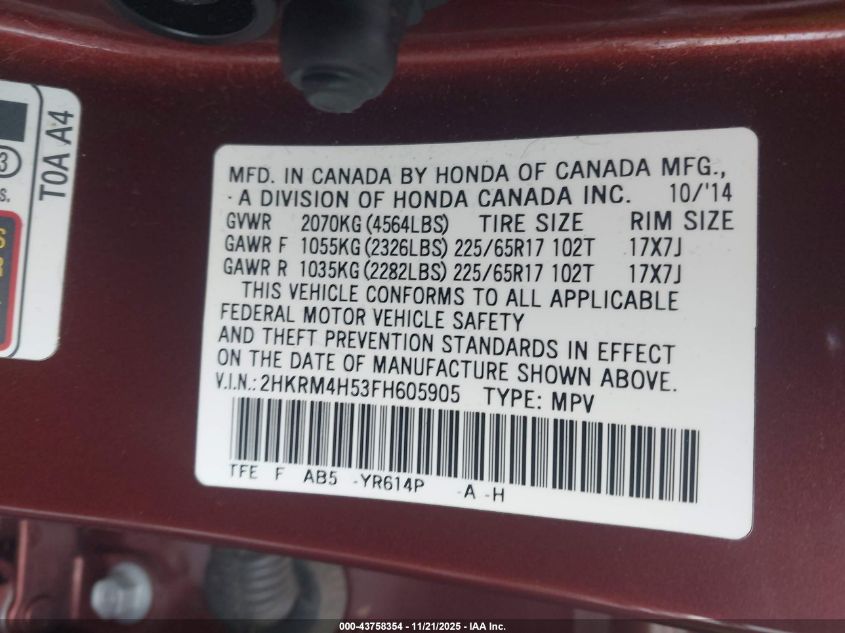 3
S.
TOA A4
MFD. IN CANADA BY HONDA OF CANADA MFG.,
A DIVISION OF HONDA CANADA INC. 10/'14
GVWR 2070KG (4564LBS) TIRE SIZE RIM SIZE
GAWR F 1055KG (2326LBS) 225/65R17 102T 17X7J
GAWR R 1035KG (2282LBS) 225/65R17 102T 17X7J
THIS VEHICLE CONFORMS TO ALL APPLICABLE
FEDERAL MOTOR VEHICLE SAFETY
AND THEFT PREVENTION STANDARDS IN EFFECT
ON THE DATE OF MANUFACTURE SHOWN ABOVE.
V.I.N.: 2HKRM4H53FH605905 TYPE: MPV
TFE F AB5 -YR614P -A -H
000-43758354 - 11/21/2025 - IAA Inc.